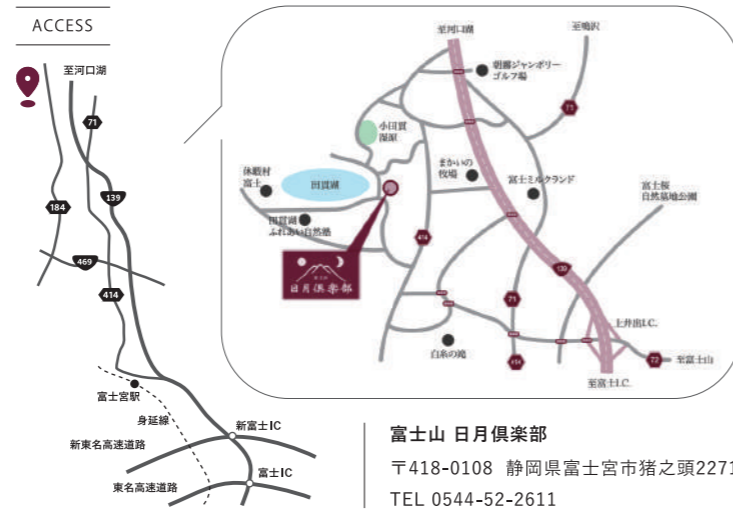 ACCESS
至河口湖
71
139
184
469
414
富士宮駅
身延線
新富士IC
新東名高速道路
富士IC
東名高速道路
至河口湖
至鳴沢
朝霧ジャンボリー
ゴルフ場
71
小田貫
湿原
まかいの
牧場
休暇村
富士
田貫湖
富士ミルクランド
富士桜
自然墓地公園
田貫湖
ふれあい自然塾
414
139
日月倶楽部
71
上井出I.C.
白糸の滝
414
72
至富士山
至富士I.C.
富士山 日月倶楽部
〒418-0108 静岡県富士宮市猪之頭2271
TEL 0544-52-2611